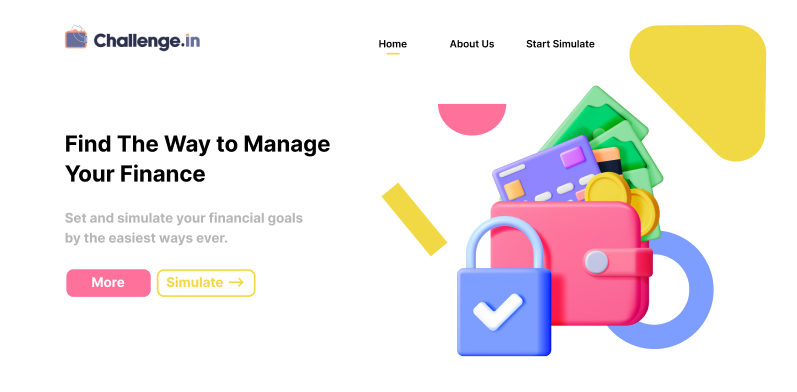 Challenge.in
Home
About Us
Start Simulate
Find The Way to Manage
Your Finance
Set and simulate your financial goals
by the easiest ways ever.
More
Simulate →